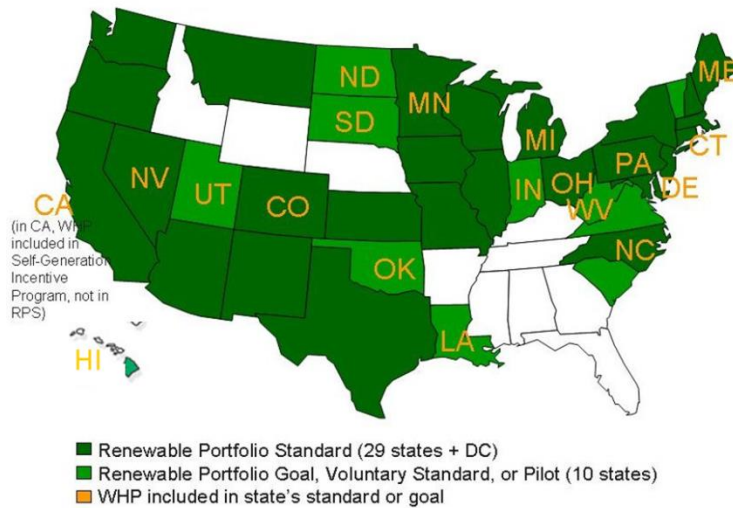 ND
MN
ME
SD
MI
CT
NV
UT
CO
IN
OH
PA
DE
WV
CA
(in CA, WHP
included in
Self-Generation
Incentive
Program, not in
RPS)
NC
OK
LA
HI
Renewable Portfolio Standard (29 states + DC)
Renewable Portfolio Goal, Voluntary Standard, or Pilot (10 states)
WHP included in state's standard or goal